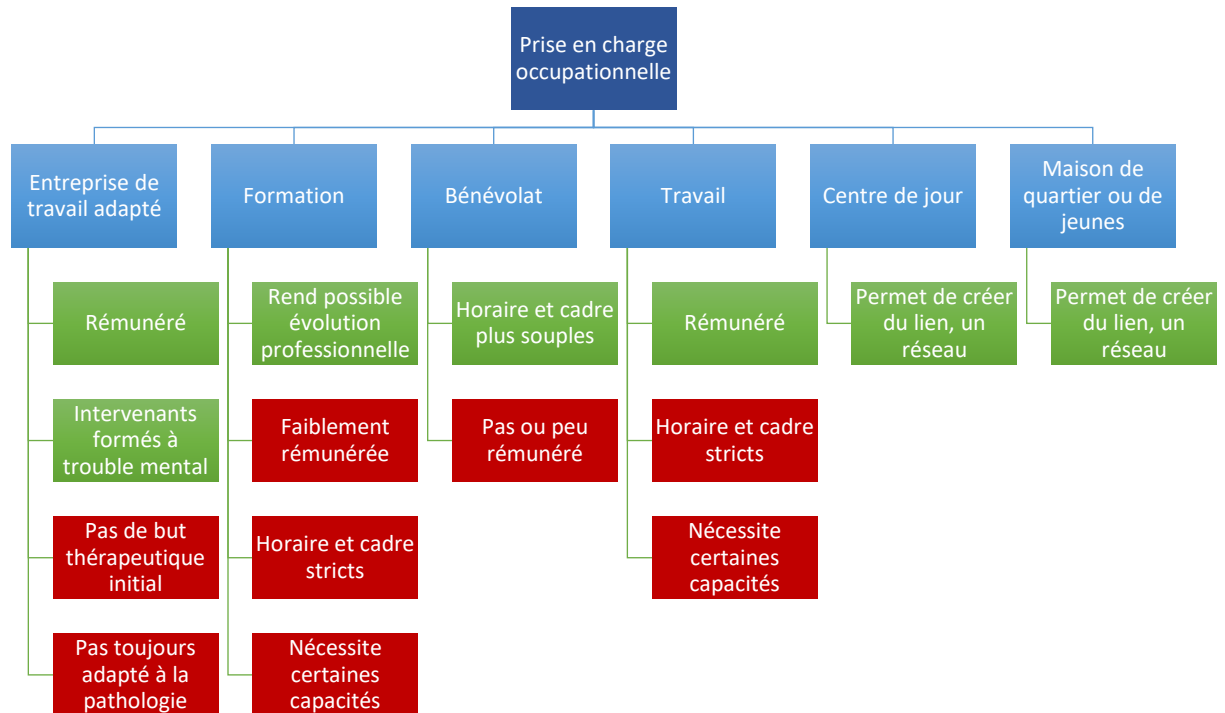 Prise en charge
occupationnelle
Entreprise de
travail adapté
Formation
Bénévolat
Travail
Centre de jour
Maison de
quartier ou de
jeunes
Rémunéré
Rend possible
évolution
professionnelle
Horaire et cadre
plus souples
Rémunéré
Permet de créer
du lien, un
réseau
Permet de créer
du lien, un
réseau
Intervenants
formés à
trouble mental
Faiblement
rémunérée
Pas ou peu
rémunéré
Horaire et cadre
stricts
Pas de but
thérapeutique
initial
Horaire et cadre
stricts
Nécessite
certaines
capacités
Pas toujours
adapté à la
pathologie
Nécessite
certaines
capacités